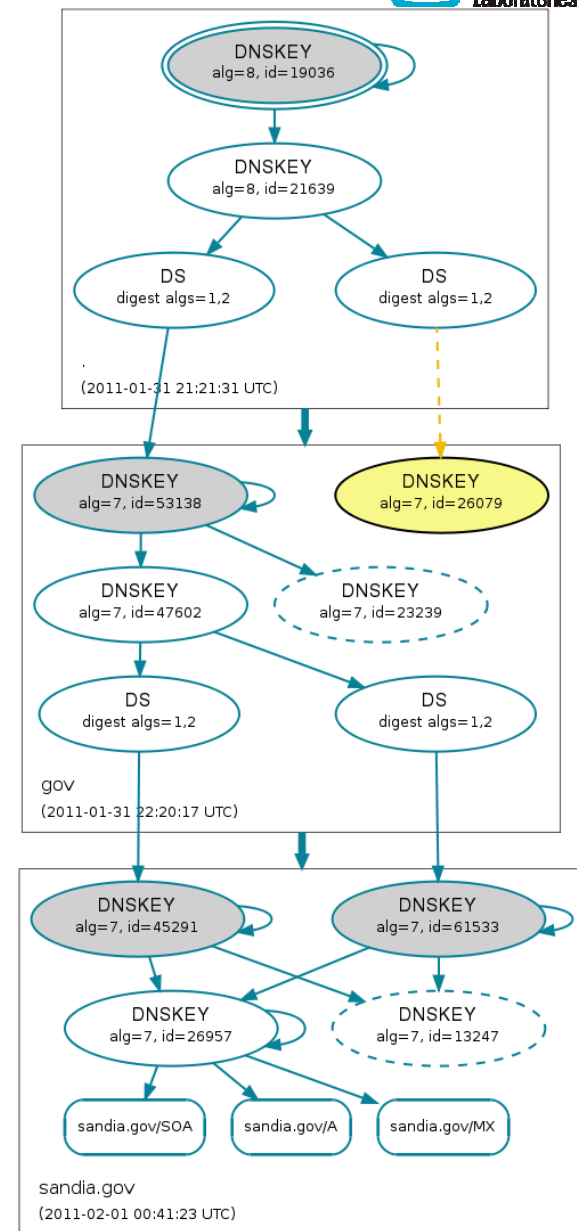 Laboratories
DNSKEY
alg=8, id=19036
DNSKEY
alg=8, id=21639
DS
digest algs=1,2
DS
digest algs=1,2
.
(2011-01-31 21:21:31 UTC)
DNSKEY
alg=7, id=53138
DNSKEY
alg=7, id=26079
DNSKEY
alg=7, id=47602
DNSKEY
alg=7, id=23239
DS
digest algs=1,2
DS
digest algs=1,2
gov
(2011-01-31 22:20:17 UTC)
DNSKEY
alg=7, id=45291
DNSKEY
alg=7, id=61533
DNSKEY
alg=7, id=26957
DNSKEY
alg=7, id=13247
sandia.gov/SOA
sandia.gov/A
sandia.gov/MX
sandia.gov
(2011-02-01 00:41:23 UTC)